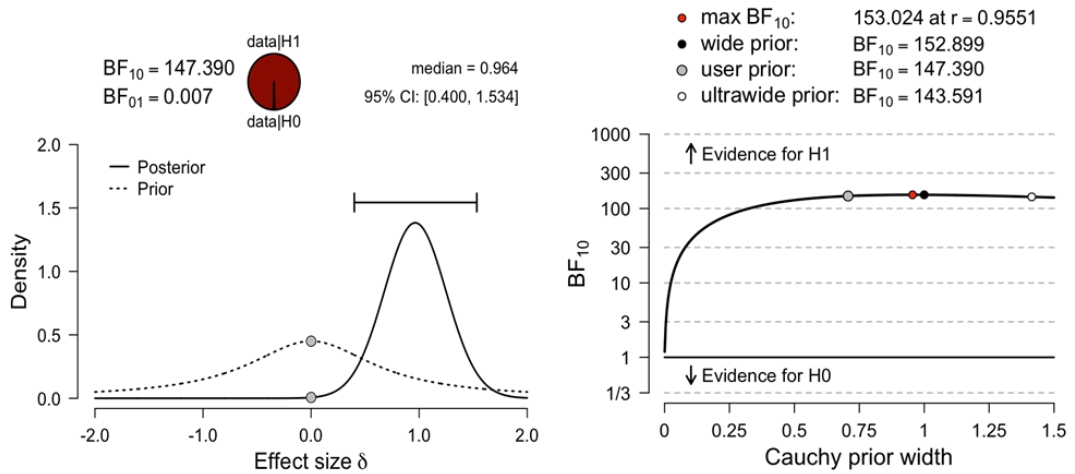 data|H1
BF10 = 147.390
BF01 = 0.007
data|H0
median = 0.964
95% CI: [0.400, 1.534]
Posterior
Prior
Density
2.0
1.5
1.0
0.5
0.0
-2.0 -1.0 0.0 1.0 2.0
Effect size δ
max BF10: 153.024 at r = 0.9551
wide prior: BF10 = 152.899
user prior: BF10 = 147.390
ultrawide prior: BF10 = 143.591
BF10
1000
300
100
30
10
3
1
1/3
Evidence for H1
Evidence for H0
0 0.25 0.5 0.75 1 1.25 1.5
Cauchy prior width